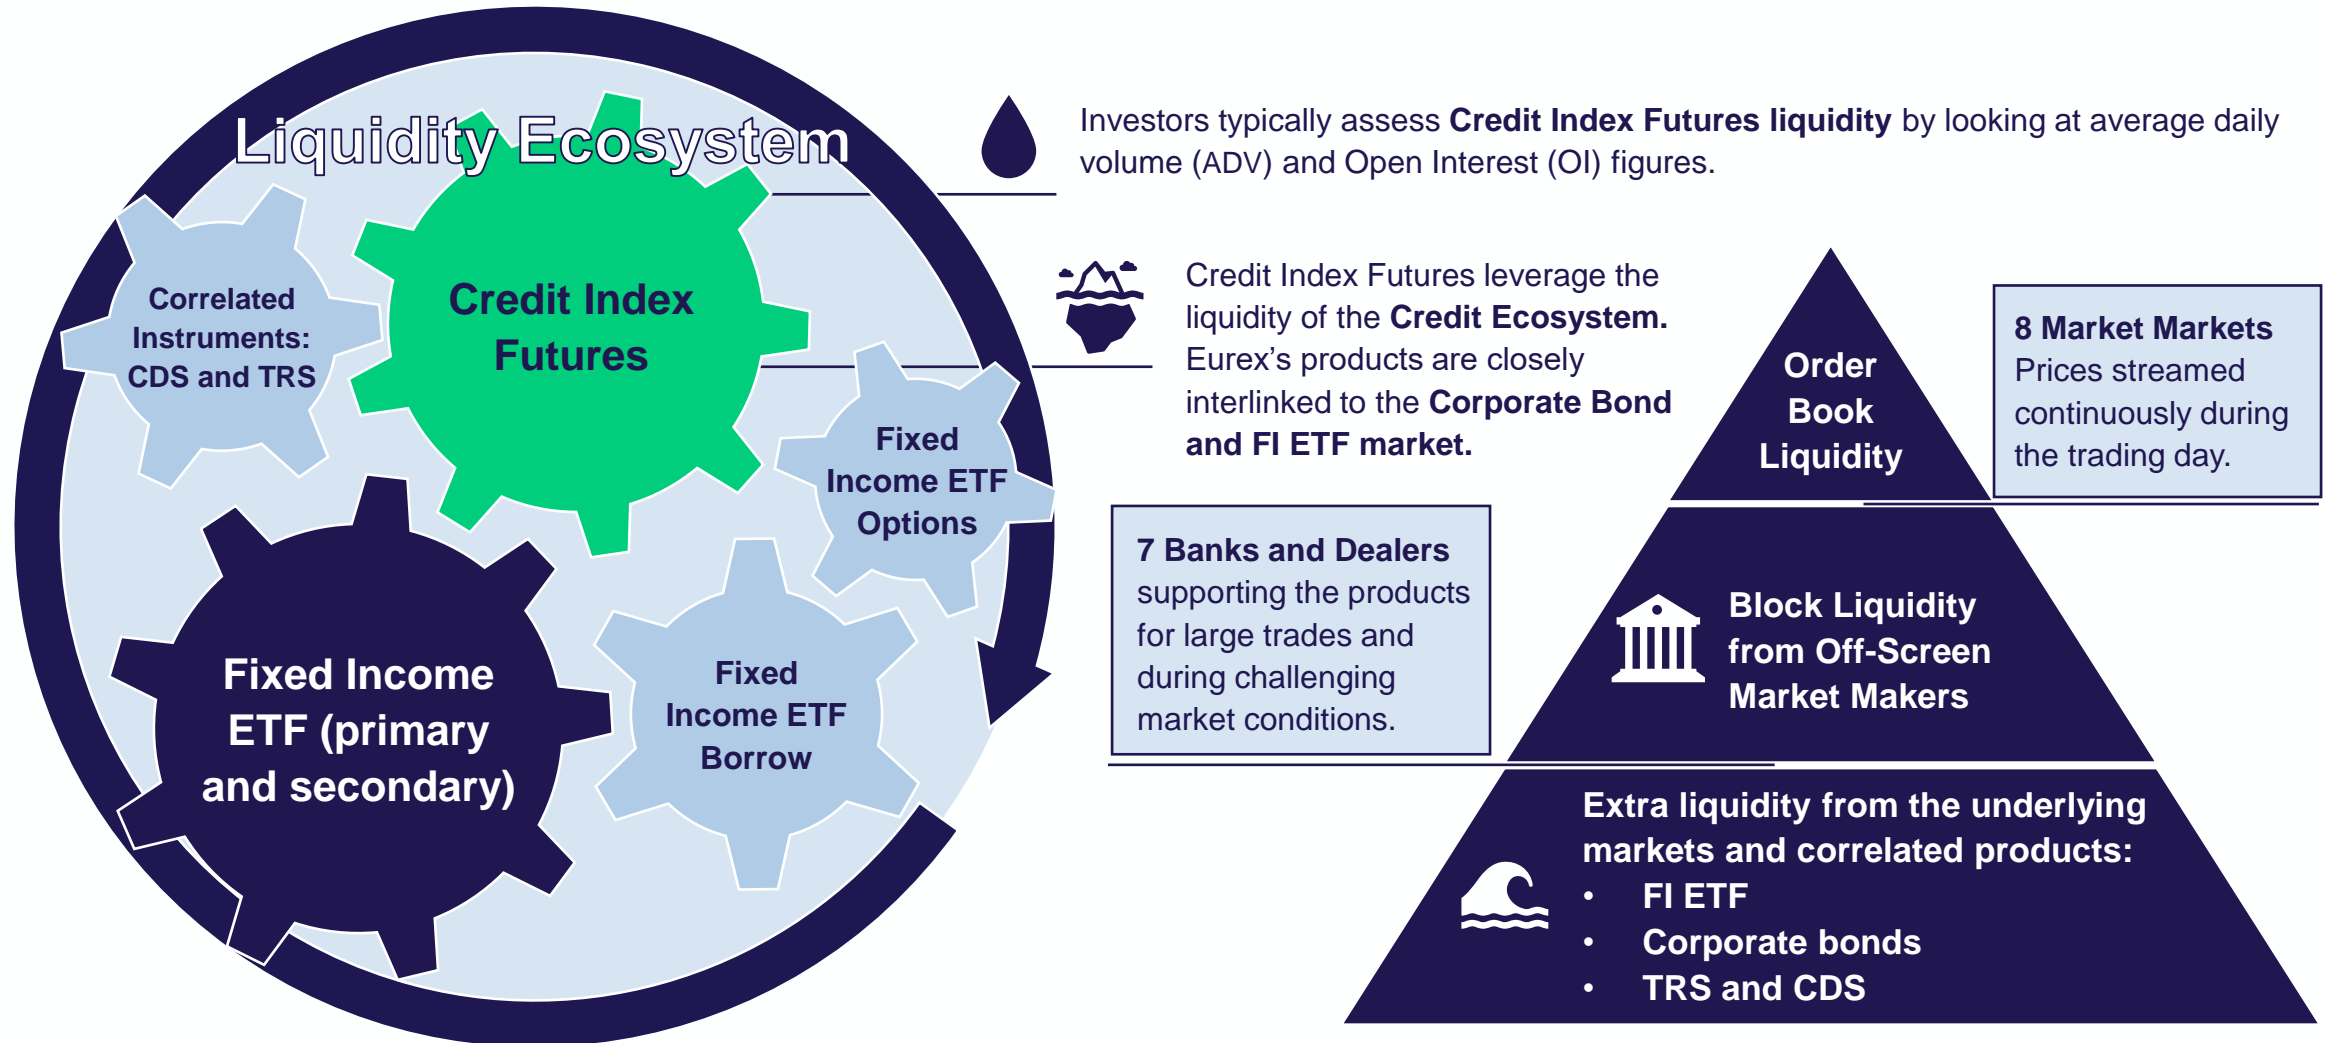 Liquidity Ecosystem
Correlated
Instruments:
CDS and TRS
Credit Index
Futures
Fixed
Income ETF
Options
Fixed Income
ETF (primary
and secondary)
Fixed
Income ETF
Borrow
Investors typically assess Credit Index Futures liquidity by looking at average daily
volume (ADV) and Open Interest (OI) figures.
Credit Index Futures leverage the
liquidity of the Credit Ecosystem.
Eurex’s products are closely
interlinked to the Corporate Bond
and FI ETF market.
Order
Book
Liquidity
8 Market Markets
Prices streamed
continuously during
the trading day.
7 Banks and Dealers
supporting the products
for large trades and
during challenging
market conditions.
Block Liquidity
from Off-Screen
Market Makers
Extra liquidity from the underlying
markets and correlated products:
• FI ETF
• Corporate bonds
• TRS and CDS